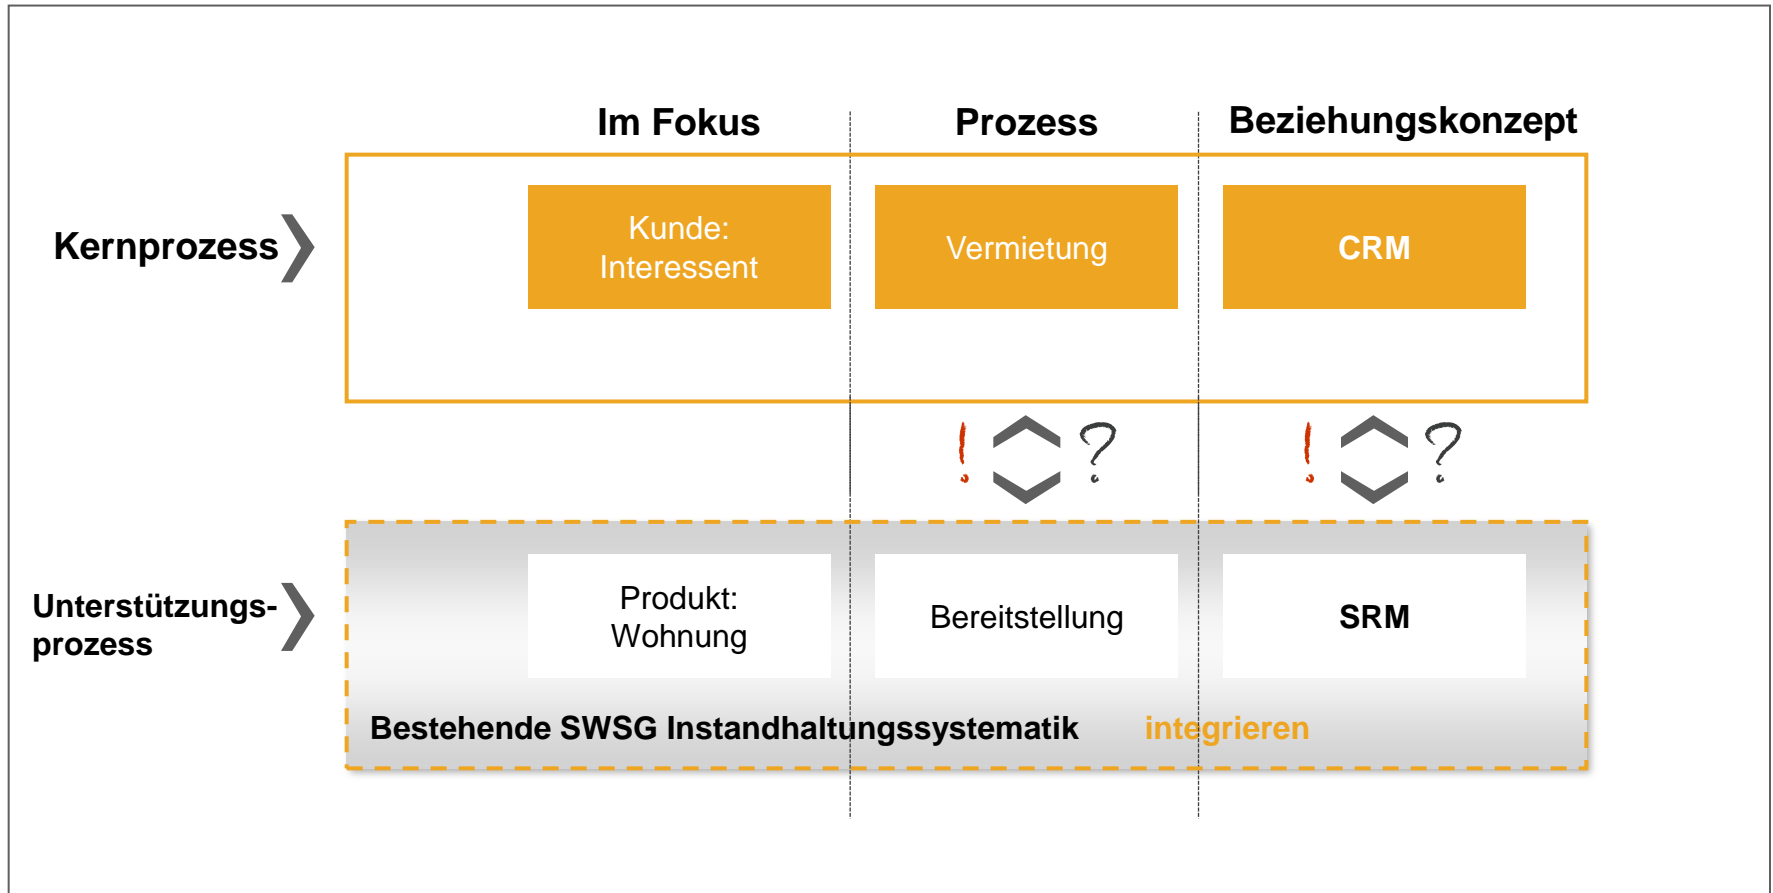 Im Fokus
Prozess
Beziehungskonzept
Kernprozess
Kunde:
Interessent
Vermietung
CRM
! ?
! ?
Unterstützungs-
prozess
Produkt:
Wohnung
Bereitstellung
SRM
Bestehende SWSG Instandhaltungssystematik integrieren